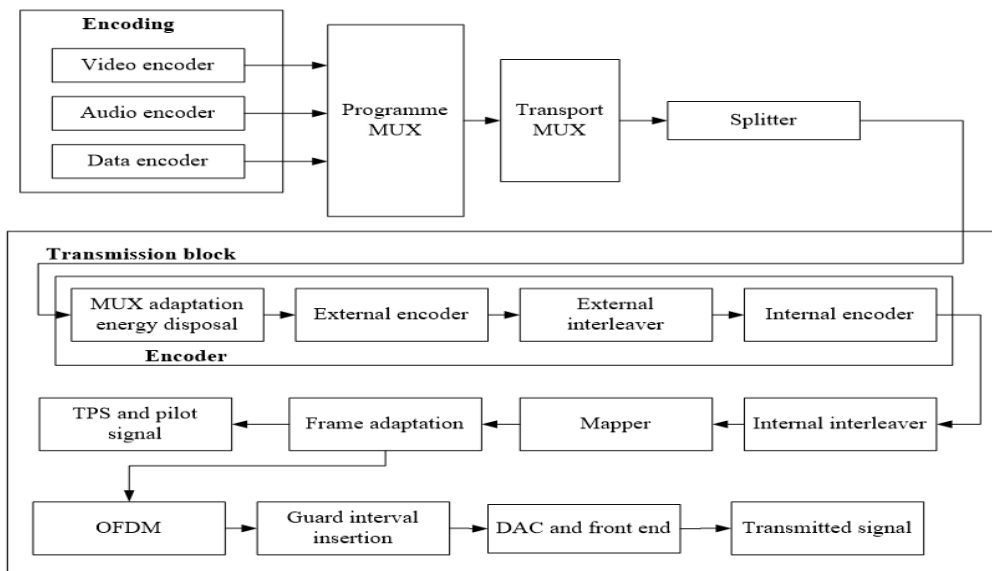 Encoding
Video encoder
Audio encoder
Data encoder
Programme
MUX
Transport
MUX
Splitter
Transmission block
MUX adaptation
energy disposal
External encoder
External
interleaver
Internal encoder
Encoder
TPS and pilot
signal
Frame adaptation
Mapper
Internal interleaver
OFDM
Guard interval
insertion
DAC and front end
Transmitted signal